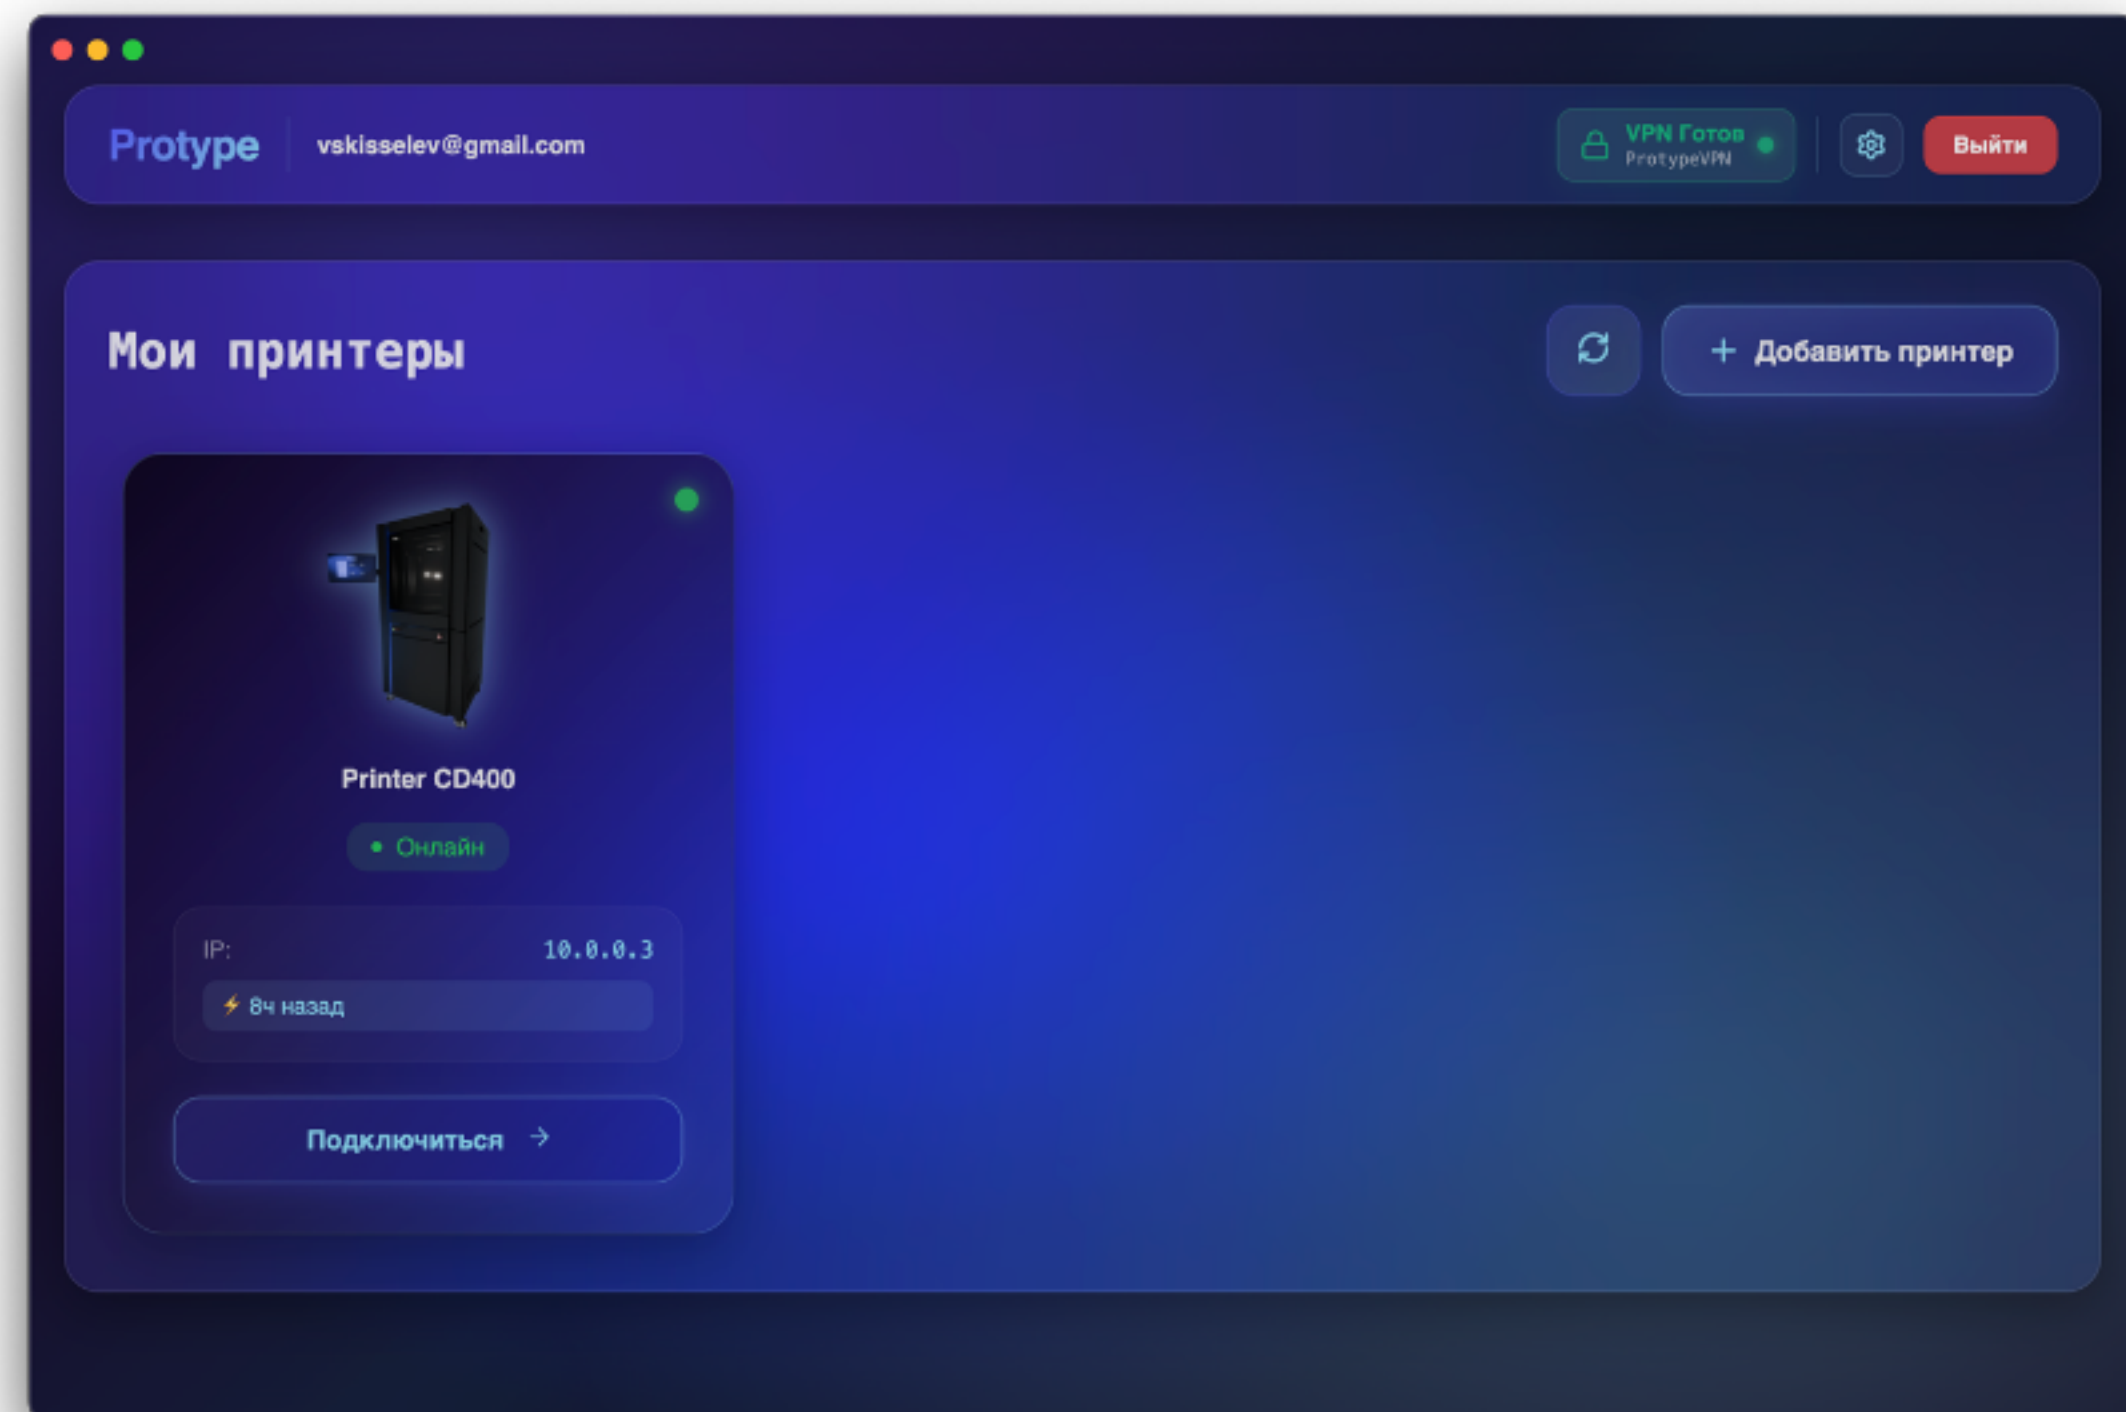 Protype
vskisselev@gmail.com
VPN Готов
ProtypeVPN
Выйти
Мои принтеры
+ Добавить принтер
Printer CD400
Онлайн
IP: 10.0.0.3
⚡ 8ч назад
Подключиться →